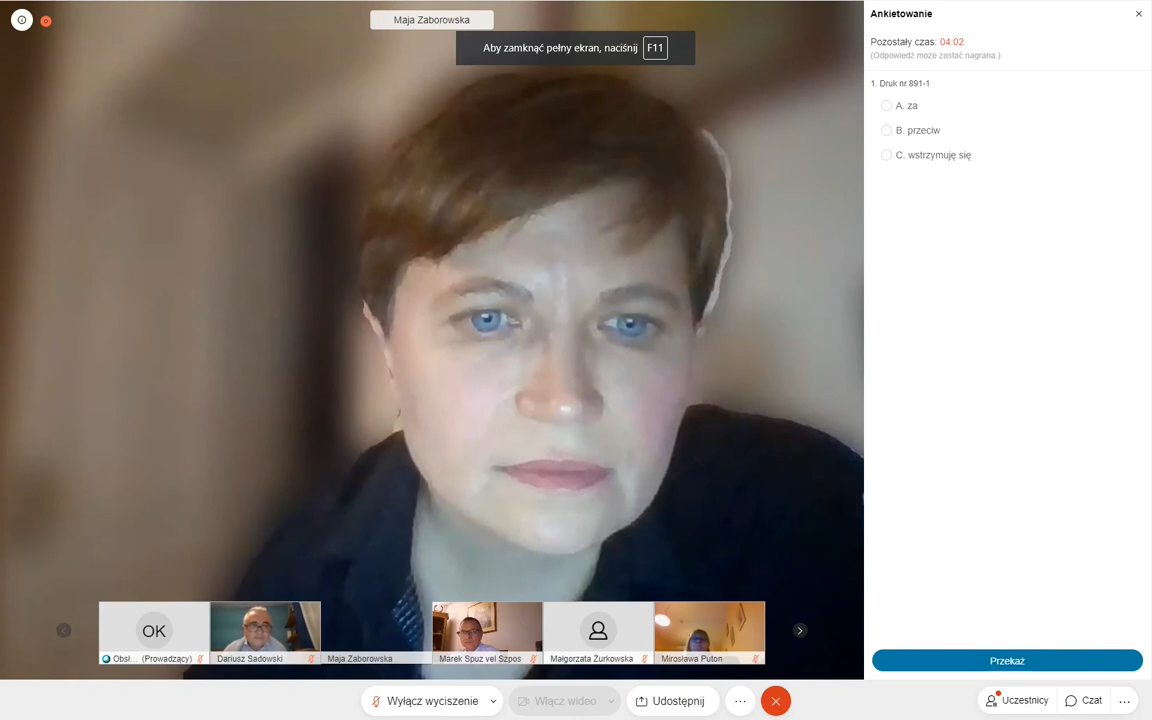 Maja Zaborowska
Aby zamknąć pełny ekran, naciśnij F11
Ankietowanie
Pozostały czas: 04:02
(Odpowiedź może zostać nagrana.)
1. Druk nr 891-1
A. za
B. przeciw
C. wstrzymuję się
Przekaż
OK
Obsł... (Prowadzący)
Dariusz Sadowski
Maja Zaborowska
Marek Spuz vel Szpos
Małgorzata Żurkowska
Mirosława Puton
Wyłącz wyciszenie
Włącz wideo
Udostępnij
...
Uczestnicy
Czat
...